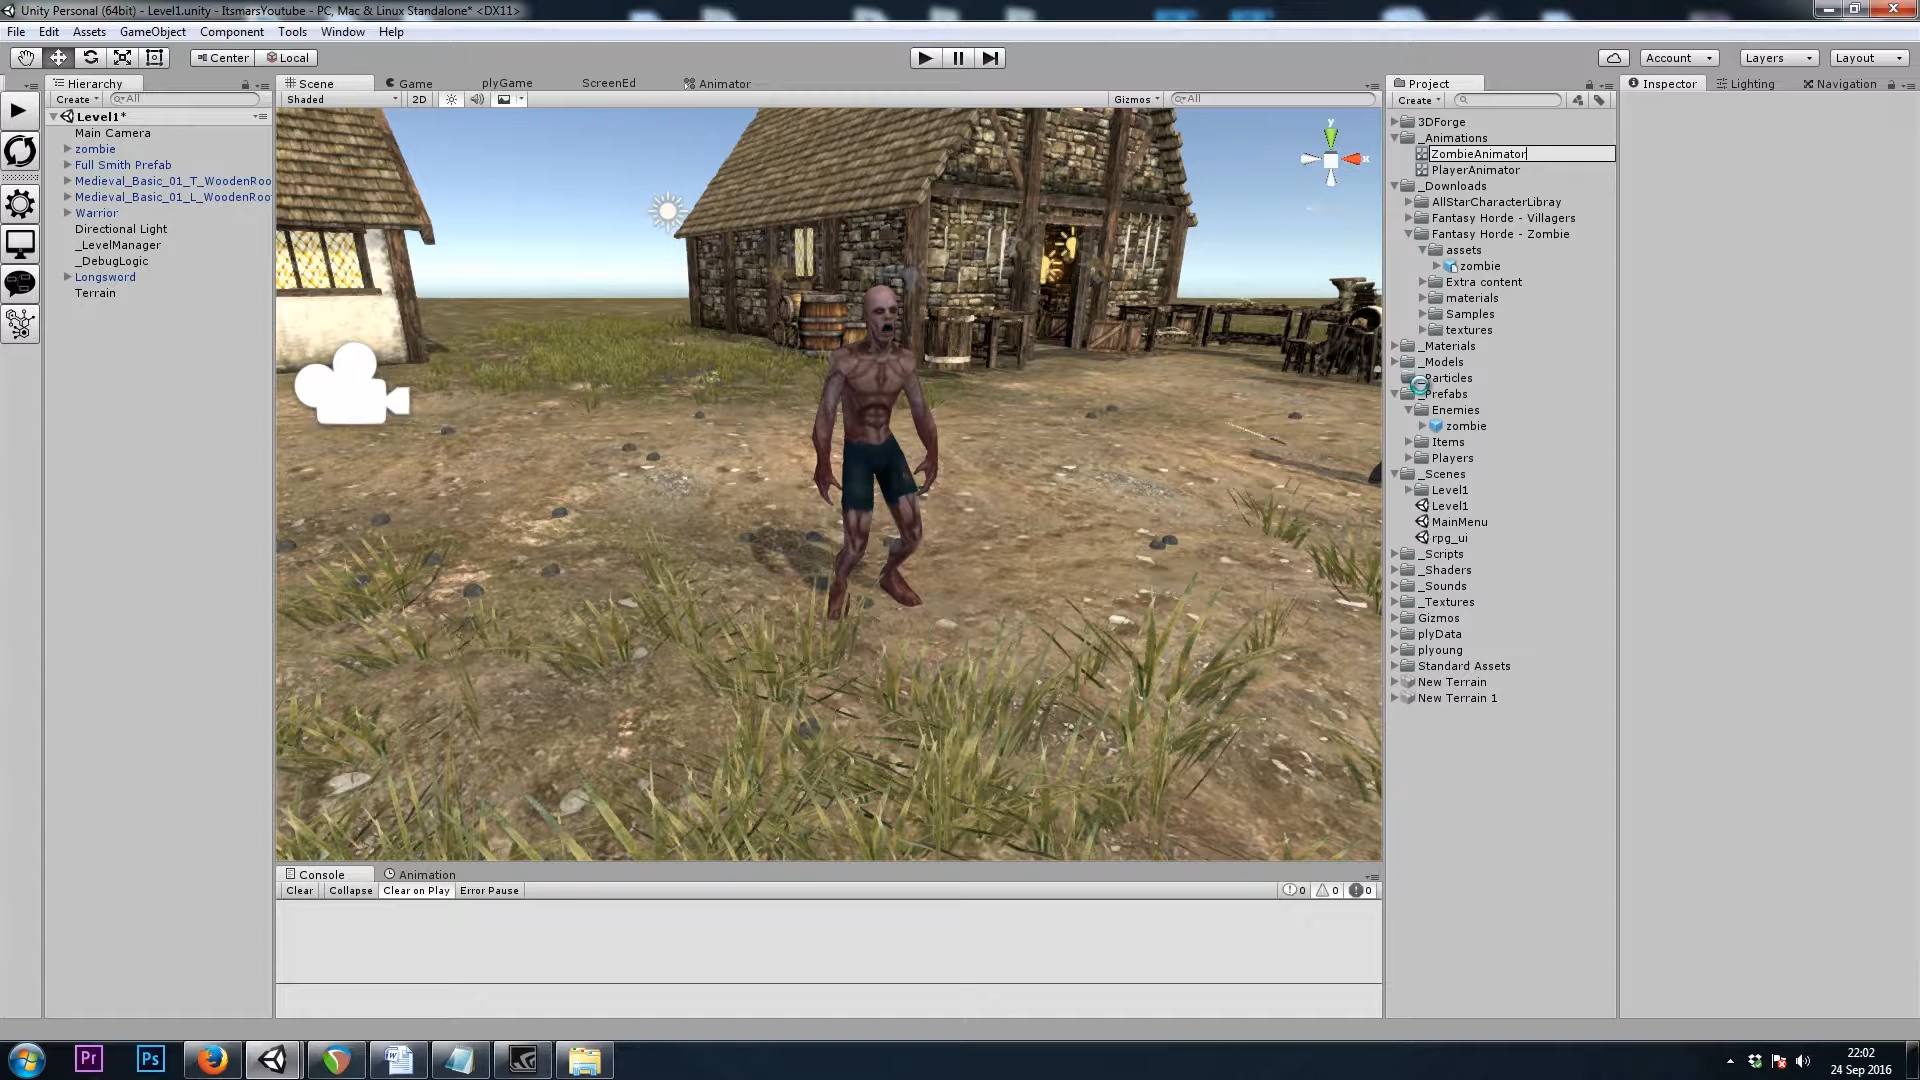 Unity Personal (64bit) - Level1.unity - ItsmarsYoutube - PC, Mac & Linux Standalone* <DX11>
File Edit Assets GameObject Component Tools Window Help
Center Local Account Layers Layout
Hierarchy Scene Game plyGame ScreenEd Animator Project Inspector Lighting Navigation
Create All Shaded 2D Gizmos All Create
Level1*
Main Camera
zombie
Full Smith Prefab
Medieval_Basic_01_T_WoodenRoo
Medieval_Basic_01_L_WoodenRoo
Warrior
Directional Light
_LevelManager
_DebugLogic
Longsword
Terrain
y
x
3DForge
_Animations
ZombieAnimator
PlayerAnimator
_Downloads
AllStarCharacterLibray
Fantasy Horde - Villagers
Fantasy Horde - Zombie
assets
zombie
Extra content
materials
Samples
textures
_Materials
_Models
_Particles
_Prefabs
Enemies
zombie
Items
Players
_Scenes
Level1
Level1
MainMenu
rpg_ui
_Scripts
_Shaders
_Sounds
_Textures
Gizmos
plyData
plyoung
Standard Assets
New Terrain
New Terrain 1
Console Animation
Clear Collapse Clear on Play Error Pause 0 0 0
Pr Ps
22:02
24 Sep 2016